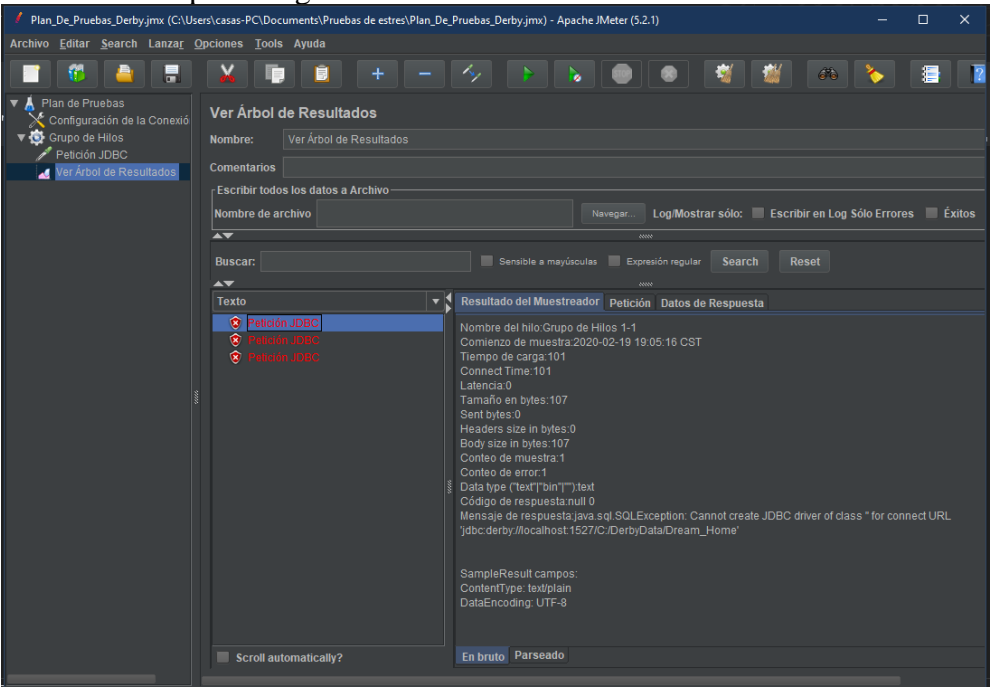 Plan_De_Pruebas_Derby.jmx (C:\Users\casas-PC\Documents\Pruebas de estres\Plan_De_Pruebas_Derby.jmx) - Apache JMeter (5.2.1)
Archivo Editar Search Lanzar Opciones Tools Ayuda
Plan de Pruebas
Configuración de la Conexió
Grupo de Hilos
Petición JDBC
Ver Árbol de Resultados
Ver Árbol de Resultados
Nombre: Ver Árbol de Resultados
Comentarios
Escribir todos los datos a Archivo
Nombre de archivo Navegar... Log/Mostrar sólo: Escribir en Log Sólo Errores Éxitos
Buscar: Sensible a mayúsculas Expresión regular Search Reset
Texto
Petición JDBC
Petición JDBC
Petición JDBC
Scroll automatically?
Resultado del Muestreador Petición Datos de Respuesta
Nombre del hilo:Grupo de Hilos 1-1
Comienzo de muestra:2020-02-19 19:05:16 CST
Tiempo de carga:101
Connect Time:101
Latencia:0
Tamaño en bytes:107
Sent bytes:0
Headers size in bytes:0
Body size in bytes:107
Conteo de muestra:1
Conteo de error:1
Data type ("text"|"bin"|""):text
Código de respuesta:null 0
Mensaje de respuesta:java.sql.SQLException: Cannot create JDBC driver of class '' for connect URL
'jdbc:derby://localhost:1527/C:/DerbyData/Dream_Home'
SampleResult campos:
ContentType: text/plain
DataEncoding: UTF-8
En bruto Parseado